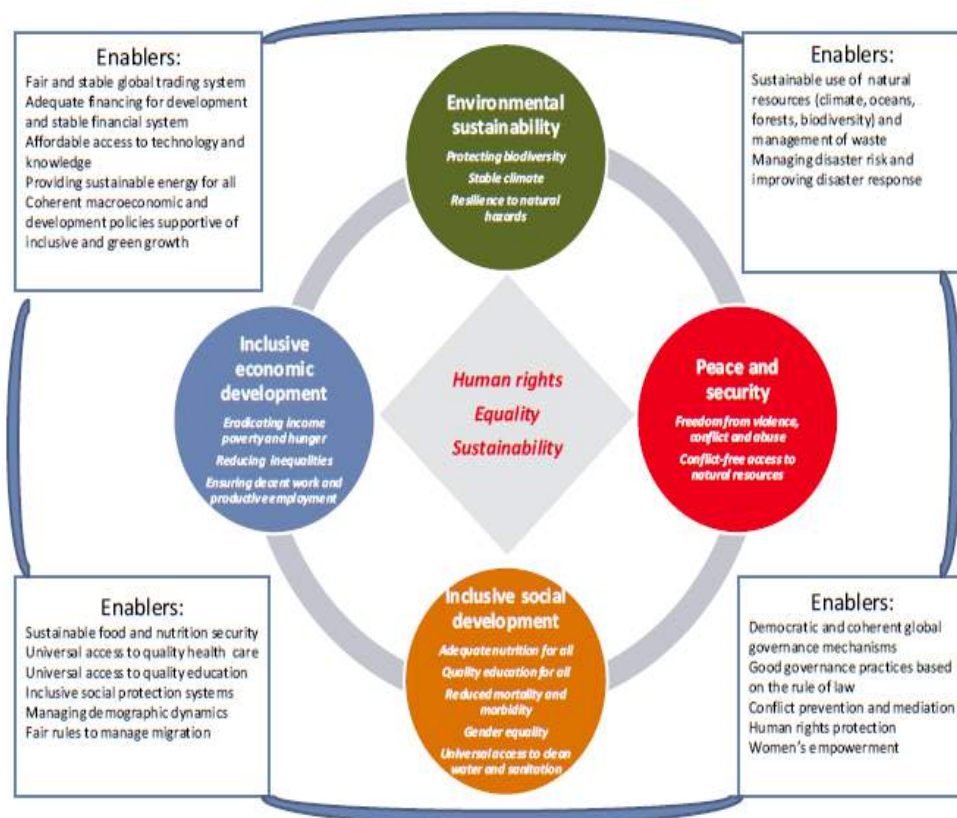 Enablers:
Fair and stable global trading system
Adequate financing for development
and stable financial system
Affordable access to technology and
knowledge
Providing sustainable energy for all
Coherent macroeconomic and
development policies supportive of
inclusive and green growth
Environmental
sustainability
Protecting biodiversity
Stable climate
Resilience to natural
hazards
Enablers:
Sustainable use of natural
resources (climate, oceans,
forests, biodiversity) and
management of waste
Managing disaster risk and
improving disaster response
Inclusive
economic
development
Eradicating income
poverty and hunger
Reducing inequalities
Ensuring decent work and
productive employment
Human rights
Equality
Sustainability
Peace and
security
Freedom from violence,
conflict and abuse
Conflict-free access to
natural resources
Enablers:
Sustainable food and nutrition security
Universal access to quality health care
Universal access to quality education
Inclusive social protection systems
Managing demographic dynamics
Fair rules to manage migration
Inclusive social
development
Adequate nutrition for all
Quality education for all
Reduced mortality and
morbidity
Gender equality
Universal access to clean
water and sanitation
Enablers:
Democratic and coherent global
governance mechanisms
Good governance practices based
on the rule of law
Conflict prevention and mediation
Human rights protection
Women's empowerment